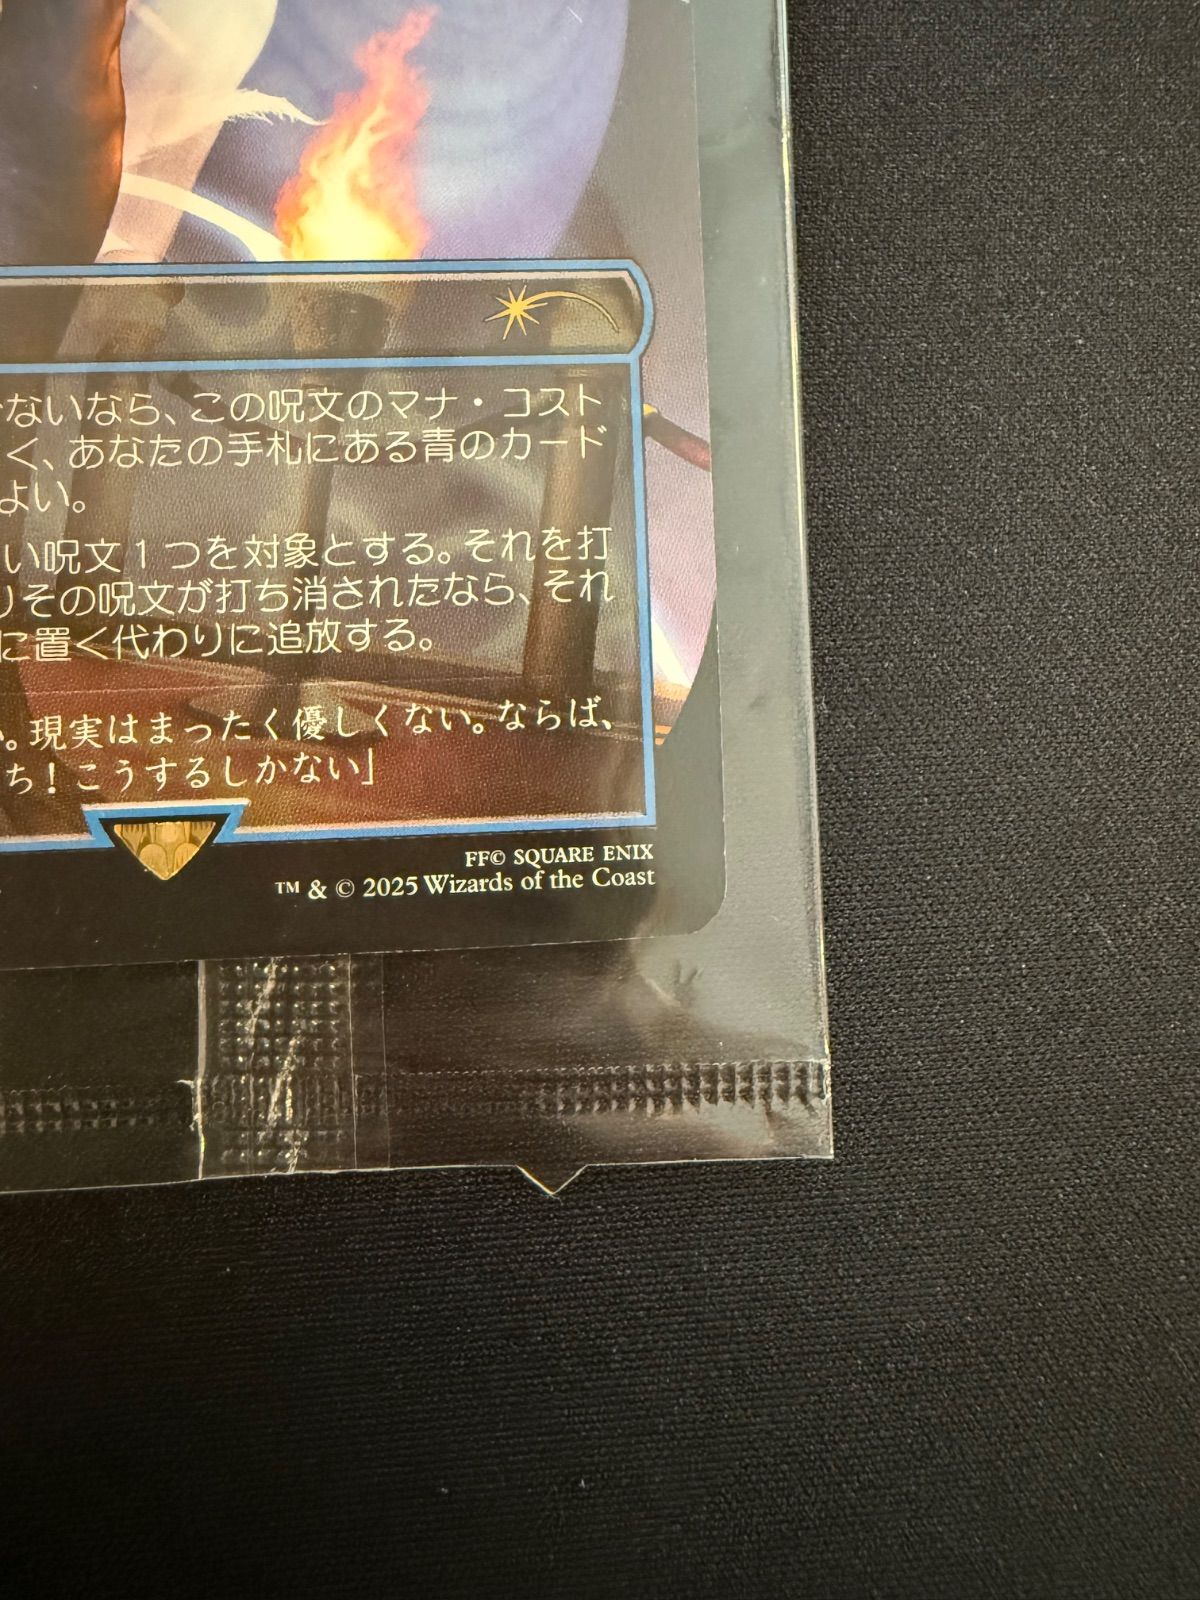 ないなら、この呪文のマナ・コスト
く、あなたの手札にある青のカード
よい。
い呪文1つを対象とする。それを打
りその呪文が打ち消されたなら、それ
に置く代わりに追放する。
。現実はまったく優しくない。ならば、
ち！こうするしかない」
FF© SQUARE ENIX
™ & © 2025 Wizards of the Coast